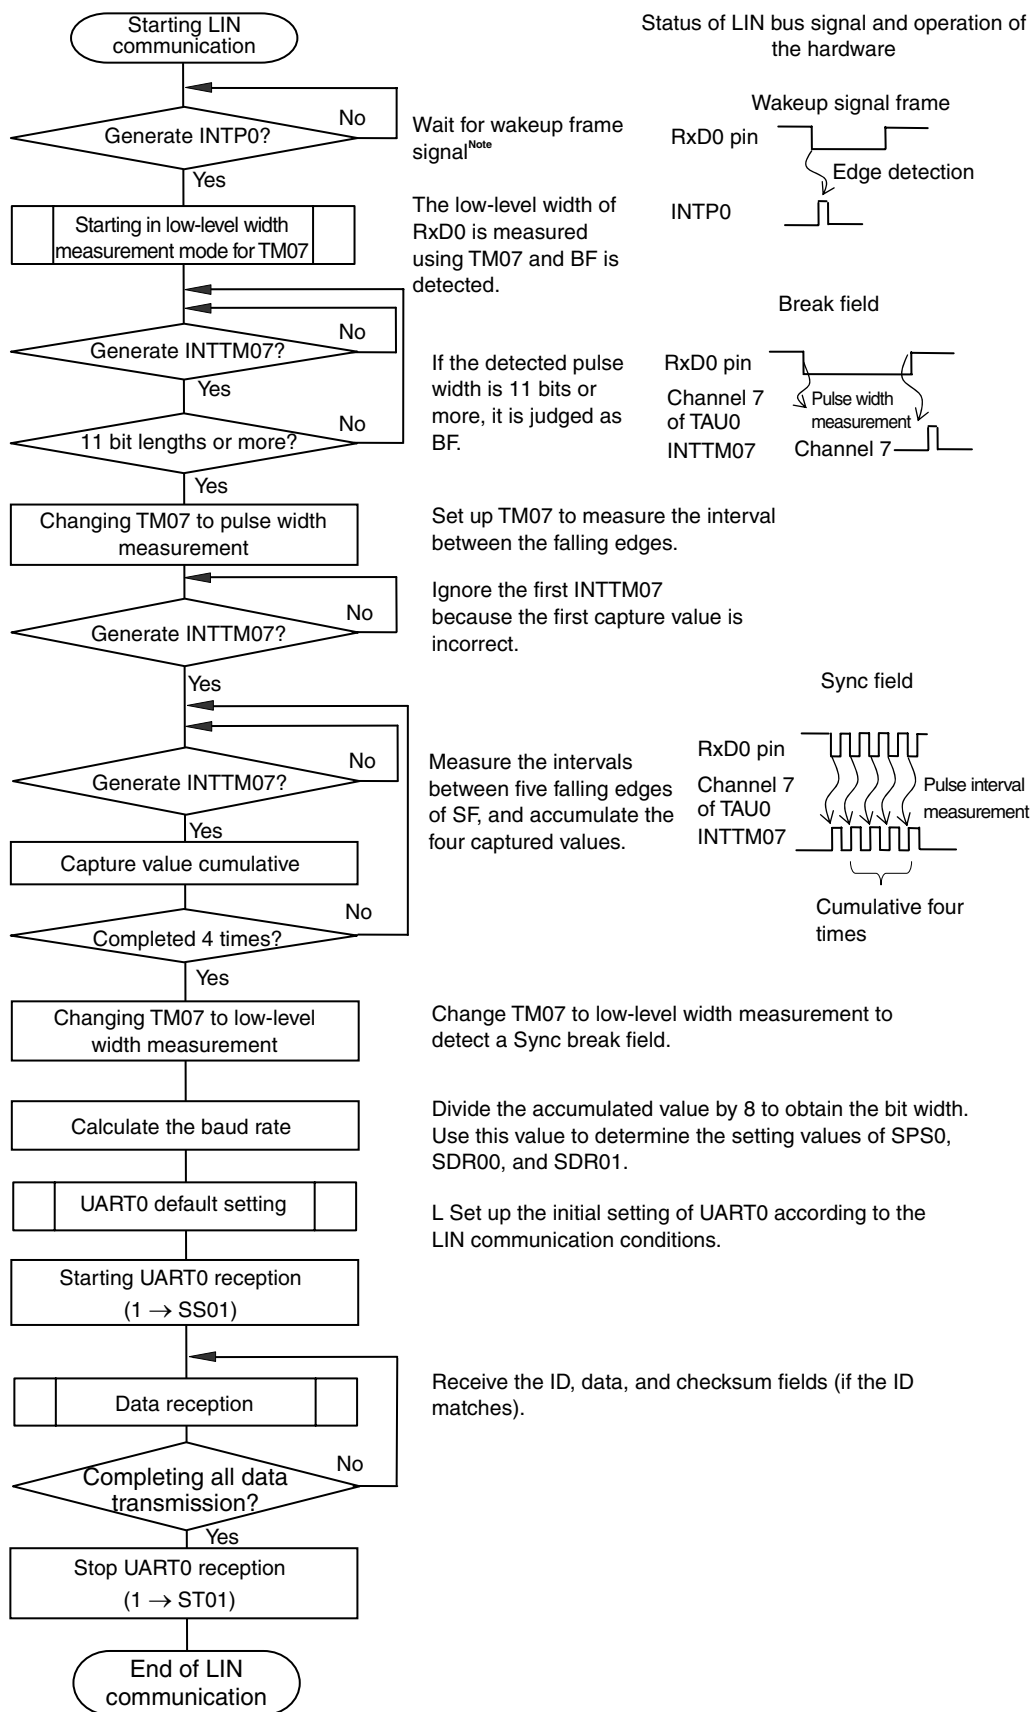 Starting LIN
communication
Status of LIN bus signal and operation of
the hardware
Generate INTP0?
No
Yes
Wait for wakeup frame
signalNote
Wakeup signal frame
RxD0 pin
Edge detection
INTP0
Starting in low-level width
measurement mode for TM07
The low-level width of
RxD0 is measured
using TM07 and BF is
detected.
Generate INTTM07?
No
Yes
11 bit lengths or more?
No
Yes
If the detected pulse
width is 11 bits or
more, it is judged as
BF.
Break field
RxD0 pin
Channel 7
of TAU0
Pulse width
measurement
INTTM07
Channel 7
Changing TM07 to pulse width
measurement
Set up TM07 to measure the interval
between the falling edges.
Generate INTTM07?
No
Yes
Ignore the first INTTM07
because the first capture value is
incorrect.
Generate INTTM07?
No
Yes
Capture value cumulative
Completed 4 times?
No
Yes
Measure the intervals
between five falling edges
of SF, and accumulate the
four captured values.
Sync field
RxD0 pin
Channel 7
of TAU0
Pulse interval
measurement
INTTM07
Cumulative four
times
Changing TM07 to low-level
width measurement
Change TM07 to low-level width measurement to
detect a Sync break field.
Calculate the baud rate
Divide the accumulated value by 8 to obtain the bit width.
Use this value to determine the setting values of SPS0,
SDR00, and SDR01.
UART0 default setting
L Set up the initial setting of UART0 according to the
LIN communication conditions.
Starting UART0 reception
(1 → SS01)
Data reception
Receive the ID, data, and checksum fields (if the ID
matches).
Completing all data
transmission?
No
Yes
Stop UART0 reception
(1 → ST01)
End of LIN
communication